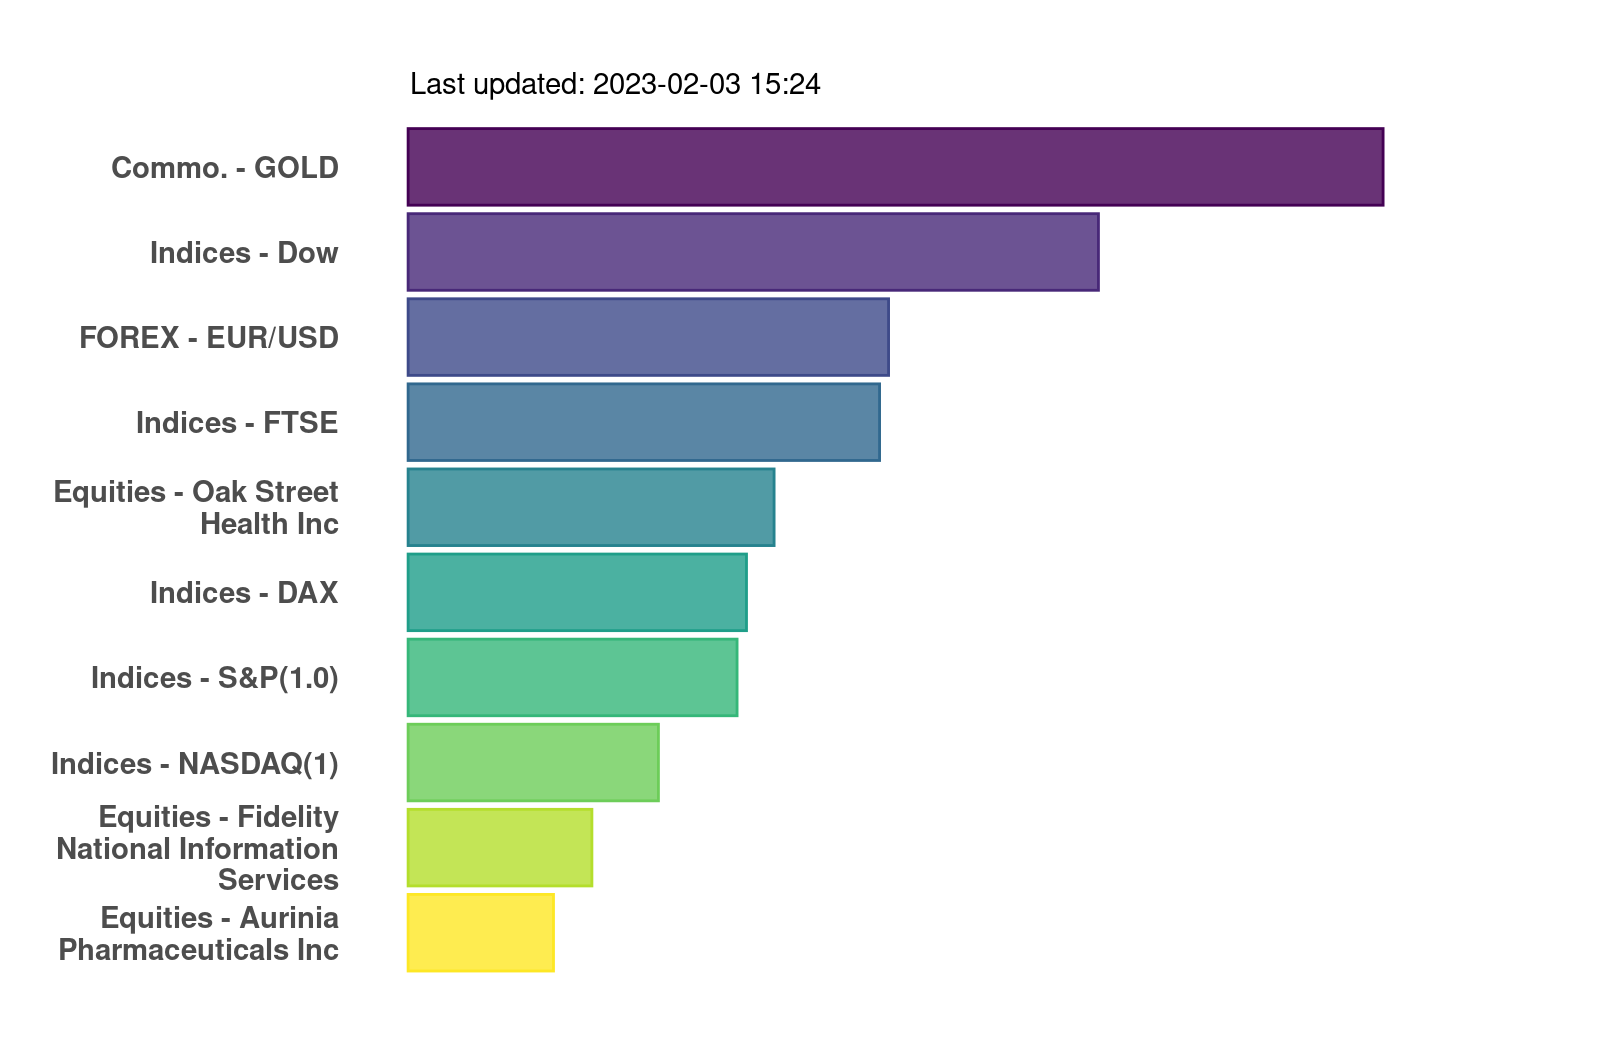 Last updated: 2023-02-03 15:24
Commo. - GOLD
Indices - Dow
FOREX - EUR/USD
Indices - FTSE
Equities - Oak Street
Health Inc
Indices - DAX
Indices - S&P(1.0)
Indices - NASDAQ(1)
Equities - Fidelity
National Information
Services
Equities - Aurinia
Pharmaceuticals Inc